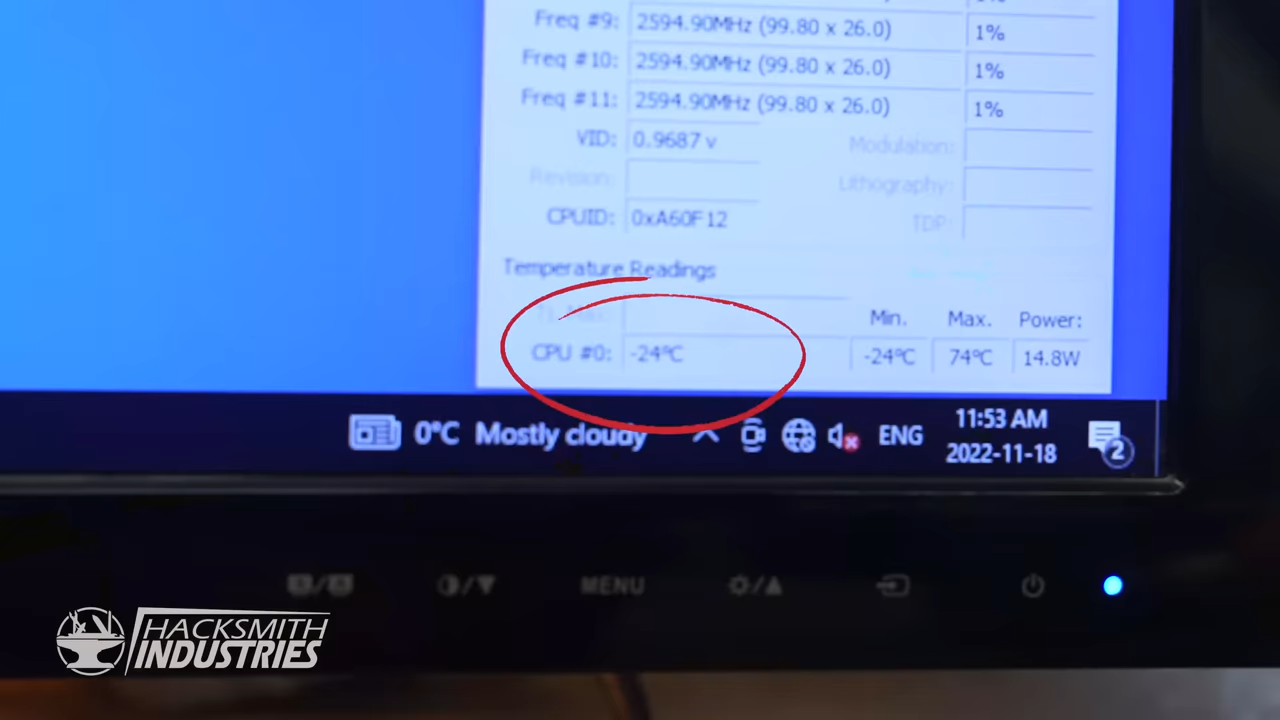 Freq #9: 2594.90MHz (99.80 x 26.0) 1%
Freq #10: 2594.90MHz (99.80 x 26.0) 1%
Freq #11: 2594.90MHz (99.80 x 26.0) 1%
VID: 0.9687 v Modulation:
Revision: Lithography:
CPUID: 0xA60F12 TDP:
Temperature Readings
Min. Max. Power:
CPU #0: -24°C -24°C 74°C 14.8W
0°C Mostly cloudy ENG 11:53 AM
2022-11-18 2
MENU
HACKSMITH
INDUSTRIES